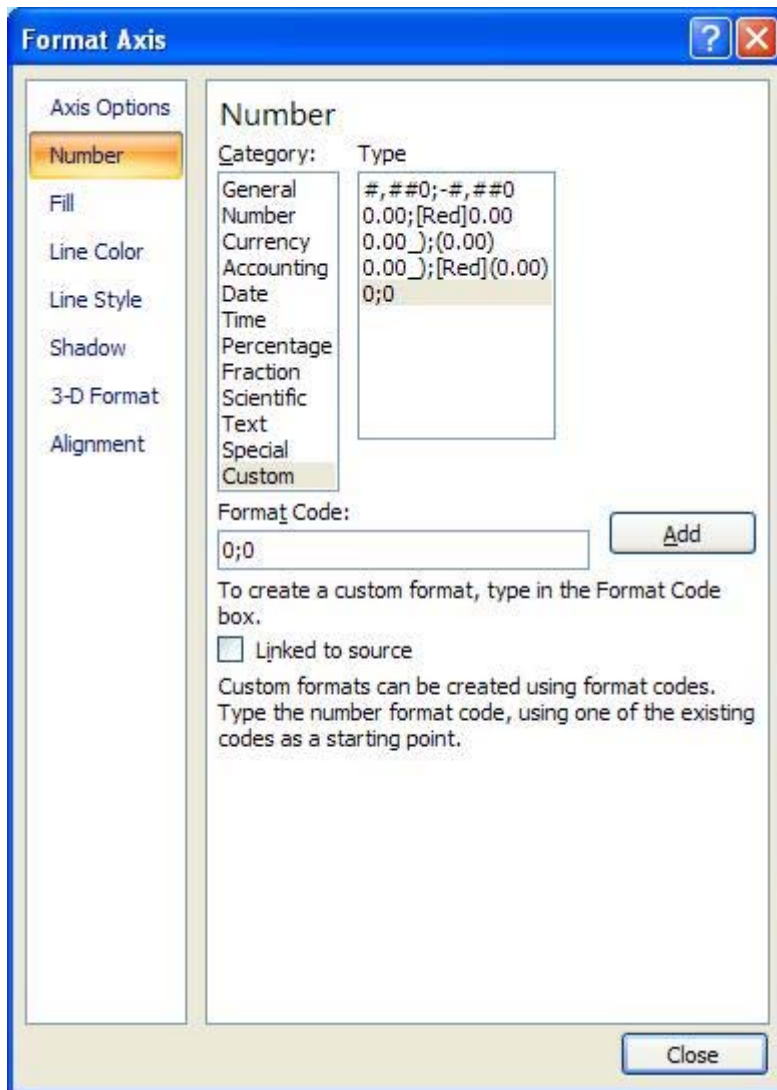 Format Axis
?
Axis Options
Number
Fill
Line Color
Line Style
Shadow
3-D Format
Alignment
Number
Category: Type
General
Number
Currency
Accounting
Date
Time
Percentage
Fraction
Scientific
Text
Special
Custom
#,##0;-#,##0
0.00;[Red]0.00
0.00_);(0.00)
0.00_);[Red](0.00)
0;0
Format Code:
0;0
Add
To create a custom format, type in the Format Code
box.
Linked to source
Custom formats can be created using format codes.
Type the number format code, using one of the existing
codes as a starting point.
Close